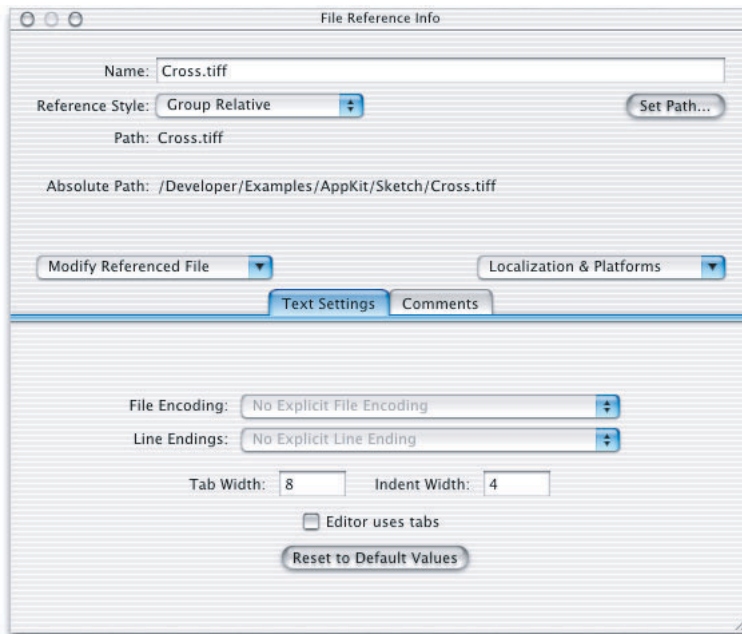 File Reference Info
Name: Cross.tiff
Reference Style: Group Relative Set Path...
Path: Cross.tiff
Absolute Path: /Developer/Examples/AppKit/Sketch/Cross.tiff
Modify Referenced File Localization & Platforms
Text Settings Comments
File Encoding: No Explicit File Encoding
Line Endings: No Explicit Line Ending
Tab Width: 8 Indent Width: 4
Editor uses tabs
Reset to Default Values